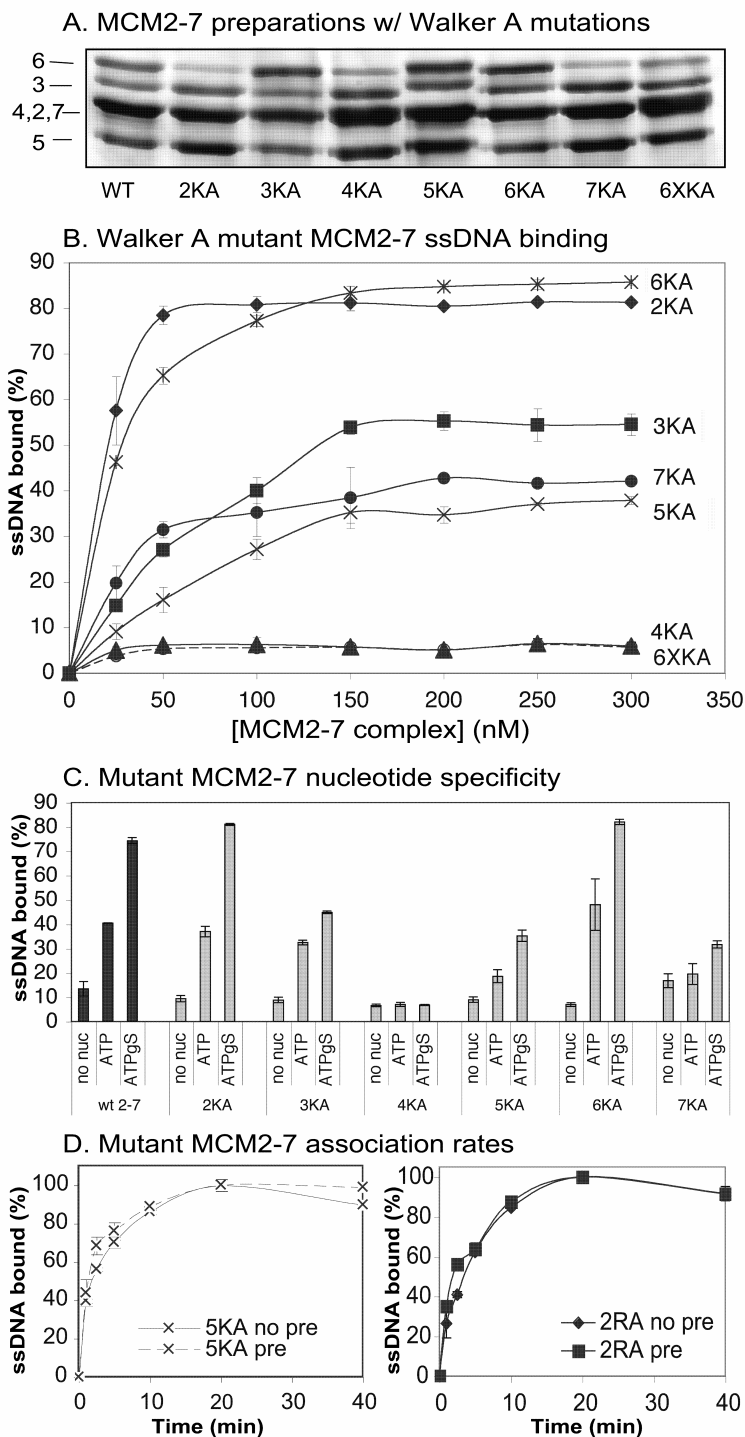 A. MCM2-7 preparations w/ Walker A mutations
6
3
4,2,7
5
WT 2KA 3KA 4KA 5KA 6KA 7KA 6XKA
B. Walker A mutant MCM2-7 ssDNA binding
ssDNA bound (%)
90
80
70
60
50
40
30
20
10
0
6KA
2KA
3KA
7KA
5KA
4KA
6XKA
0 50 100 150 200 250 300 350
[MCM2-7 complex] (nM)
C. Mutant MCM2-7 nucleotide specificity
ssDNA bound (%)
90
80
70
60
50
40
30
20
10
0
no nuc ATP ATPgS no nuc ATP ATPgS no nuc ATP ATPgS no nuc ATP ATPgS no nuc ATP ATPgS no nuc ATP ATPgS no nuc ATP ATPgS
wt 2-7 2KA 3KA 4KA 5KA 6KA 7KA
D. Mutant MCM2-7 association rates
ssDNA bound (%)
100
80
60
40
20
0
5KA no pre
5KA pre
0 10 20 30 40
Time (min)
ssDNA bound (%)
100
80
60
40
20
0
2RA no pre
2RA pre
0 10 20 30 40
Time (min)